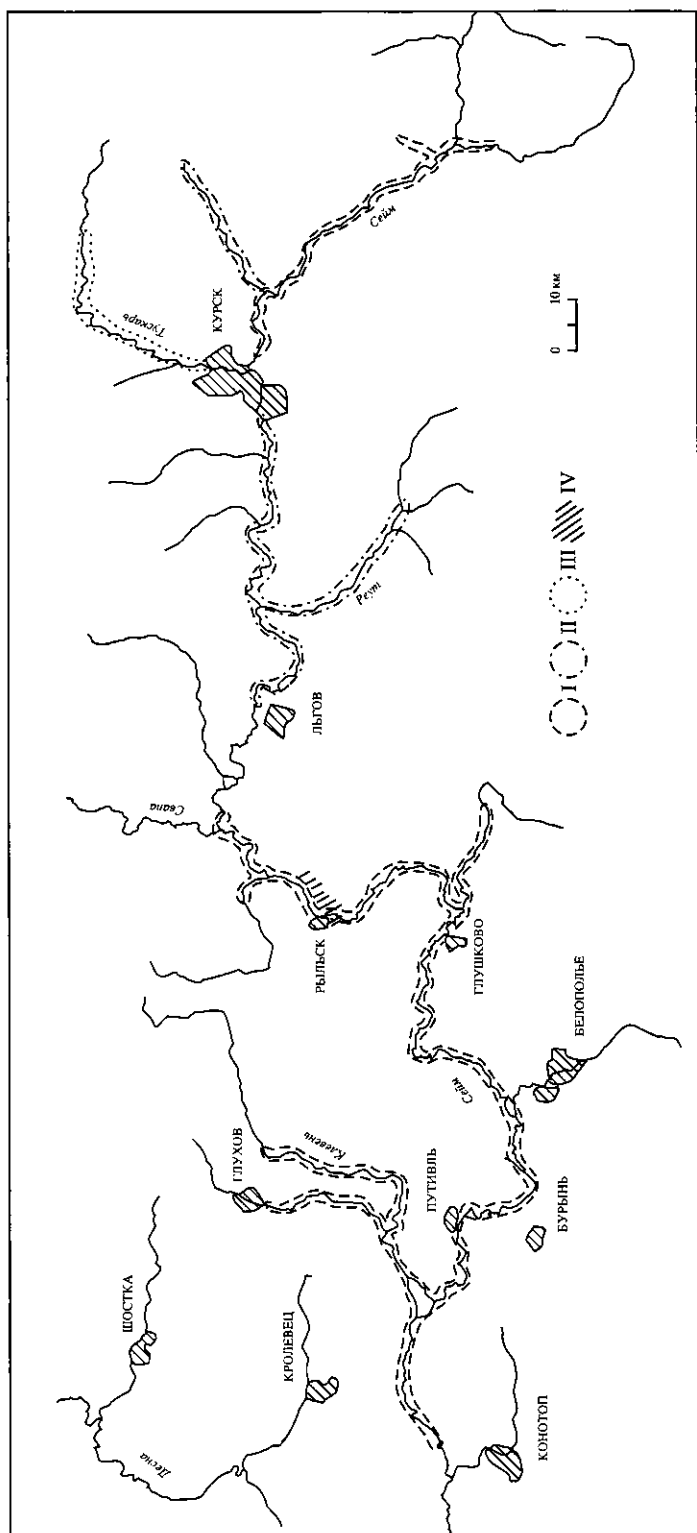 ШОСТКА
Десна
КРОЛЕВЕЦ
КОНОТОП
ГЛУХОВ
Клевень
ПУТИВЛЬ
БУРЫНЬ
БЕЛОПОЛЬЕ
Сейм
ГЛУШКОВО
РЫЛЬСК
Свапа
ЛЬГОВ
Реут
Тускарь
КУРСК
Сейм
0 10 км
I II III IV